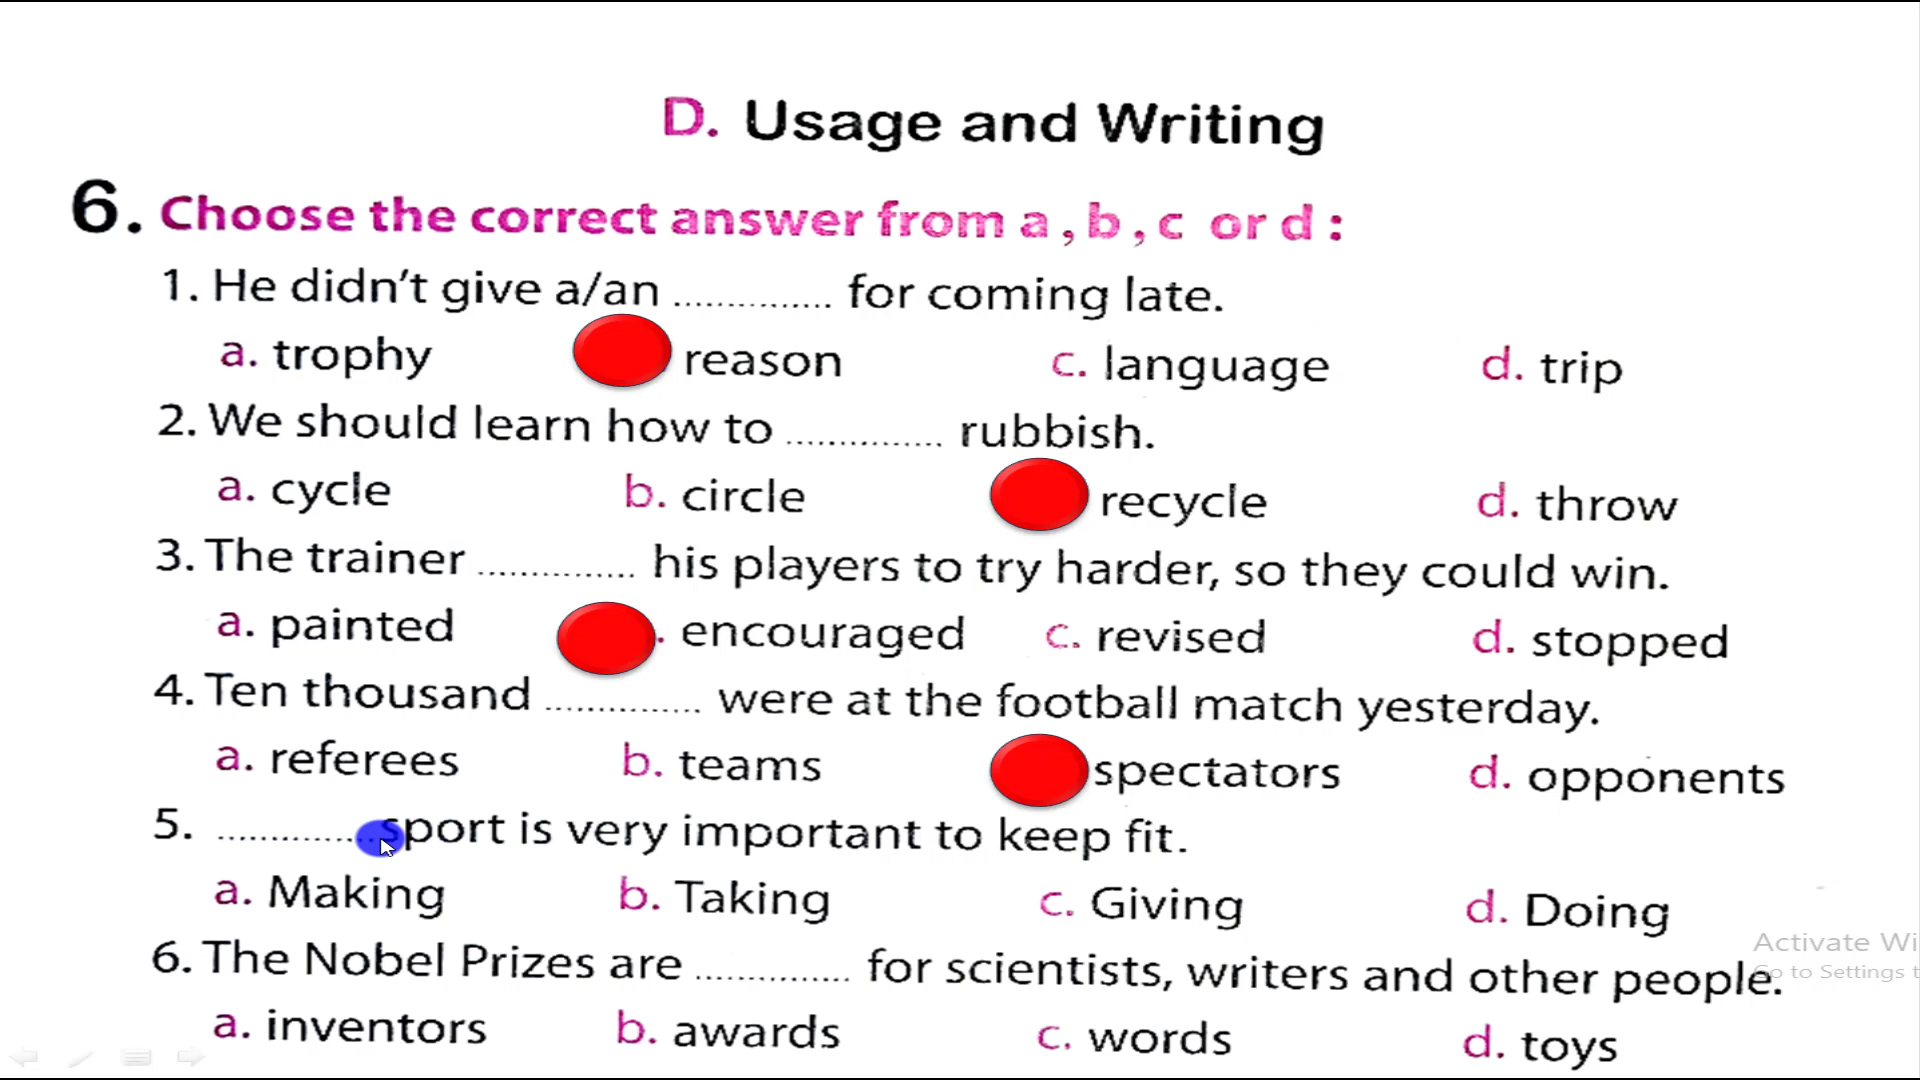 D. Usage and Writing
6. Choose the correct answer from a , b , c or d :
1. He didn't give a/an .............. for coming late.
a. trophy reason c. language d. trip
2. We should learn how to .............. rubbish.
a. cycle b. circle recycle d. throw
3. The trainer .............. his players to try harder, so they could win.
a. painted . encouraged c. revised d. stopped
4. Ten thousand .............. were at the football match yesterday.
a. referees b. teams spectators d. opponents
5. .............. sport is very important to keep fit.
a. Making b. Taking c. Giving d. Doing
6. The Nobel Prizes are .............. for scientists, writers and other people.
a. inventors b. awards c. words d. toys
Activate Wi
Go to Settings t